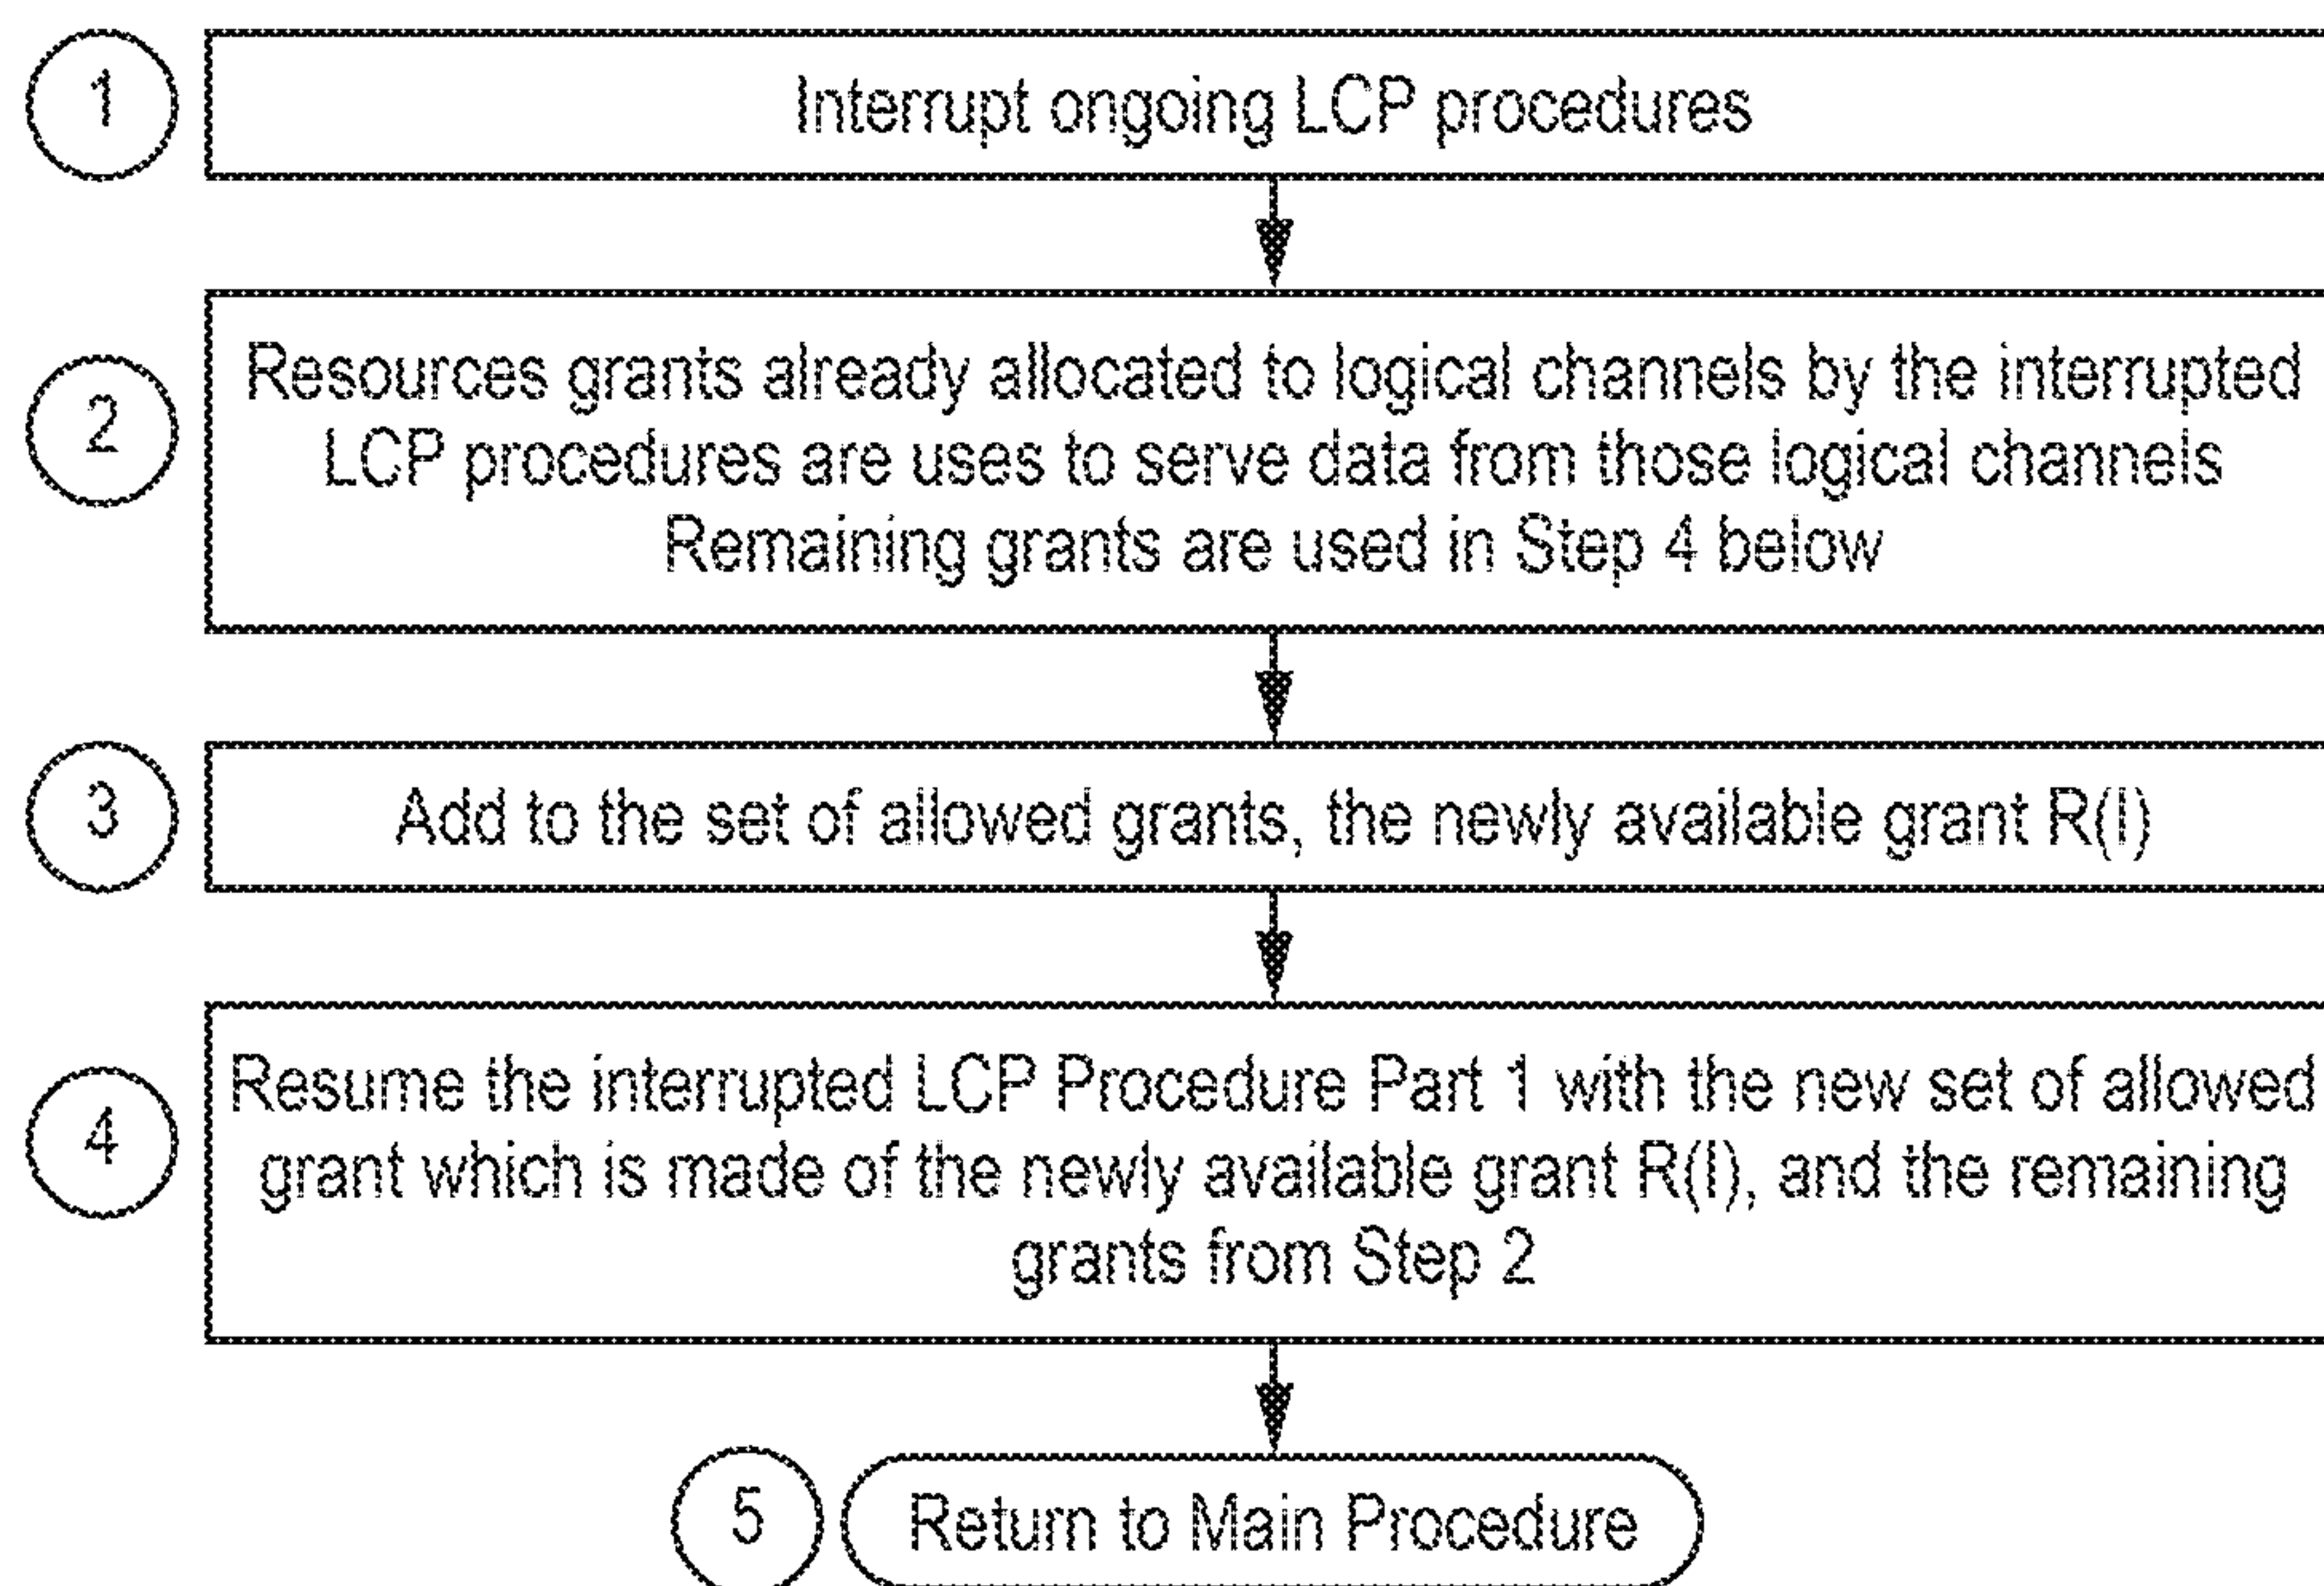 1
Interrupt ongoing LCP procedures
2
Resources grants already allocated to logical channels by the interrupted
LCP procedures are uses to serve data from those logical channels
Remaining grants are used in Step 4 below
3
Add to the set of allowed grants, the newly available grant R(I)
4
Resume the interrupted LCP Procedure Part 1 with the new set of allowed
grant which is made of the newly available grant R(I), and the remaining
grants from Step 2
5
Return to Main Procedure